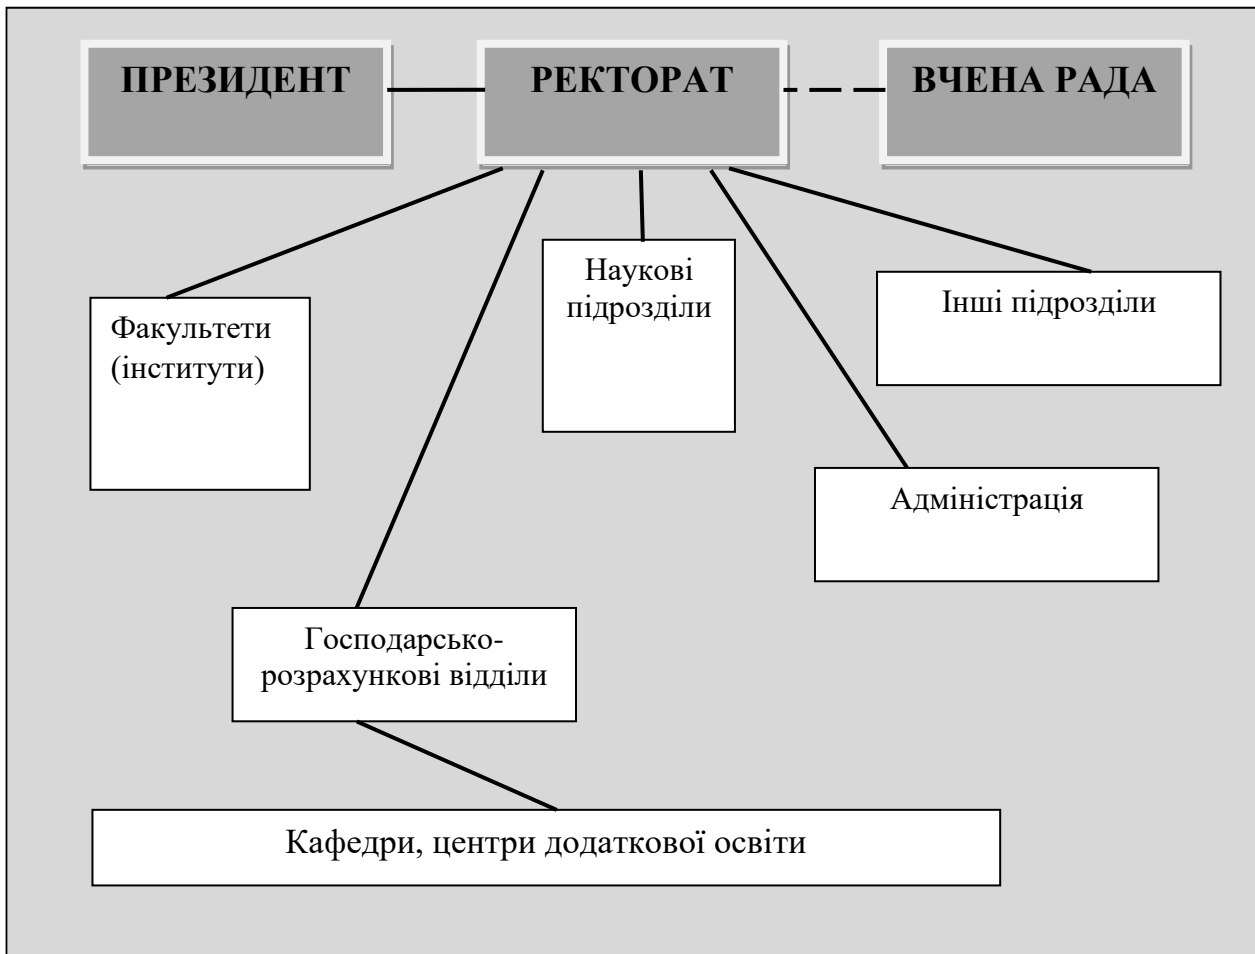 ПРЕЗИДЕНТ
РЕКТОРАТ
ВЧЕНА РАДА
Наукові
підрозділи
Інші підрозділи
Факультети
(інститути)
Адміністрація
Господарсько-
розрахункові відділи
Кафедри, центри додаткової освіти